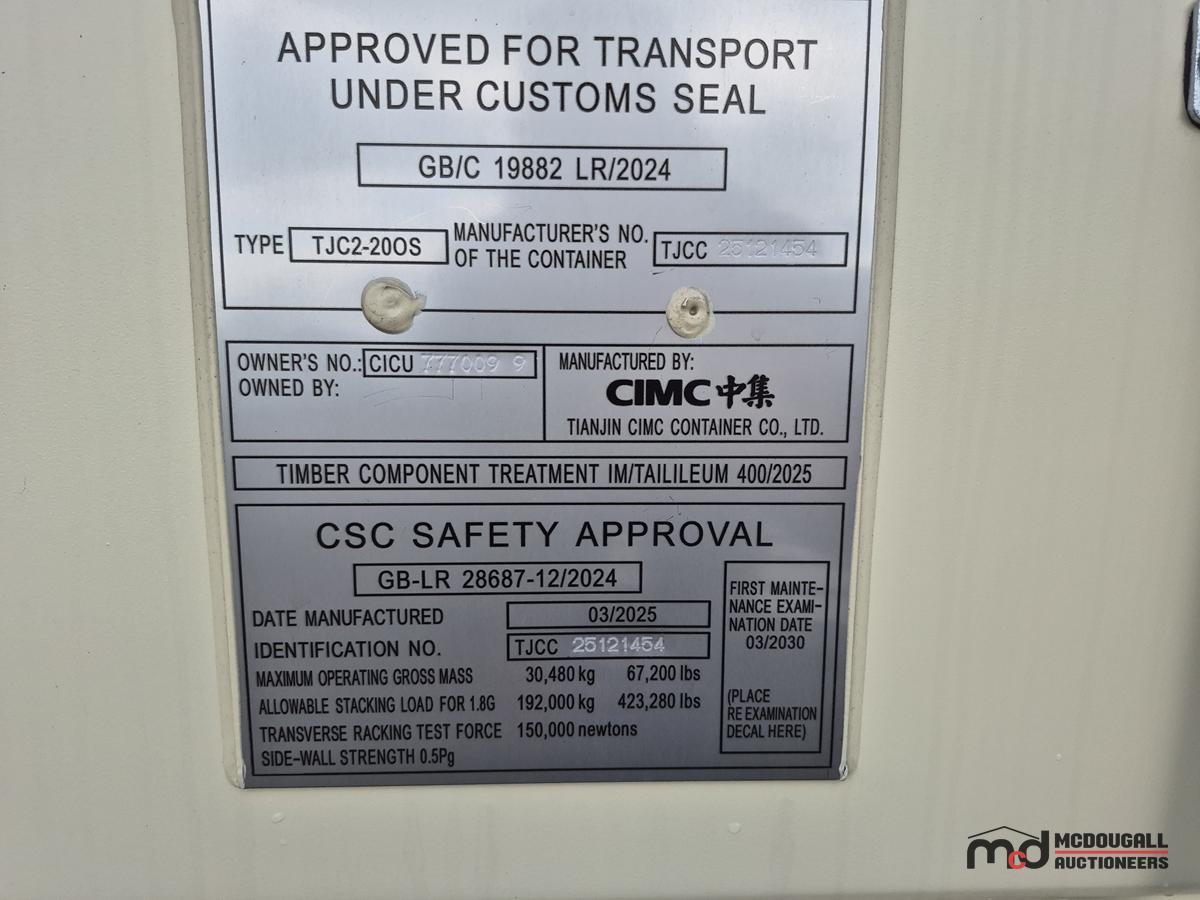 APPROVED FOR TRANSPORT
UNDER CUSTOMS SEAL
GB/C 19882 LR/2024
TYPE TJC2-20OS
MANUFACTURER'S NO.
OF THE CONTAINER
TJCC 25121454
OWNER'S NO.: CICU 777009 9
OWNED BY:
MANUFACTURED BY:
CIMC中集
TIANJIN CIMC CONTAINER CO., LTD.
TIMBER COMPONENT TREATMENT IM/TAILILEUM 400/2025
CSC SAFETY APPROVAL
GB-LR 28687-12/2024
DATE MANUFACTURED 03/2025
IDENTIFICATION NO. TJCC 25121454
MAXIMUM OPERATING GROSS MASS 30,480 kg 67,200 lbs
ALLOWABLE STACKING LOAD FOR 1.8G 192,000 kg 423,280 lbs
TRANSVERSE RACKING TEST FORCE 150,000 newtons
SIDE-WALL STRENGTH 0.5Pg
FIRST MAINTE-
NANCE EXAMI-
NATION DATE
03/2030
(PLACE
RE EXAMINATION
DECAL HERE)
mcd MCDOUGALL
AUCTIONEERS